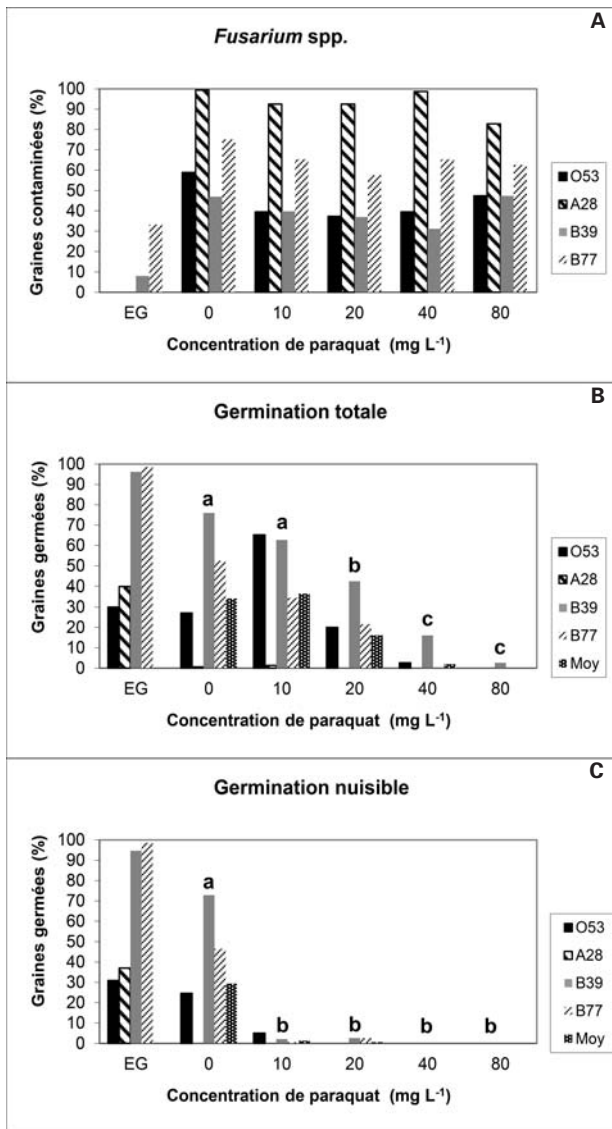 A
Fusarium spp.
Graines contaminées (%)
100
90
80
70
60
50
40
30
20
10
0
EG 0 10 20 40 80
Concentration de paraquat (mg L-1)
O53
A28
B39
B77
B
Germination totale
Graines germées (%)
100
90
80
70
60
50
40
30
20
10
0
a a b c c
EG 0 10 20 40 80
Concentration de paraquat (mg L-1)
O53
A28
B39
B77
Moy
C
Germination nuisible
Graines germées (%)
100
90
80
70
60
50
40
30
20
10
0
a b b b b
EG 0 10 20 40 80
Concentration de paraquat (mg L-1)
O53
A28
B39
B77
Moy